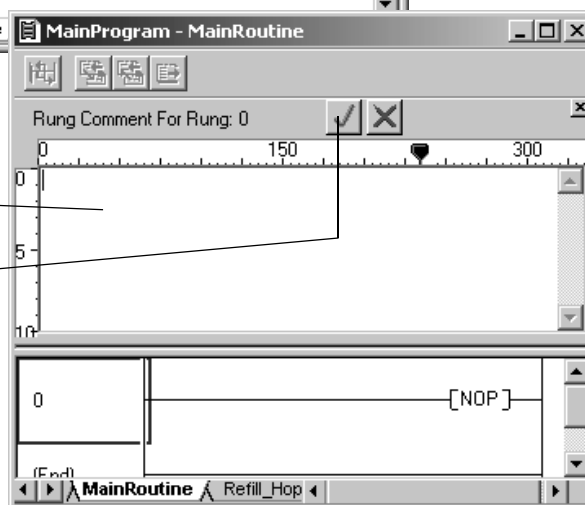 MainProgram - MainRoutine
Rung Comment For Rung: 0
0 150 300
0
5
10
0 NOP
(End)
MainRoutine Refill_Hop